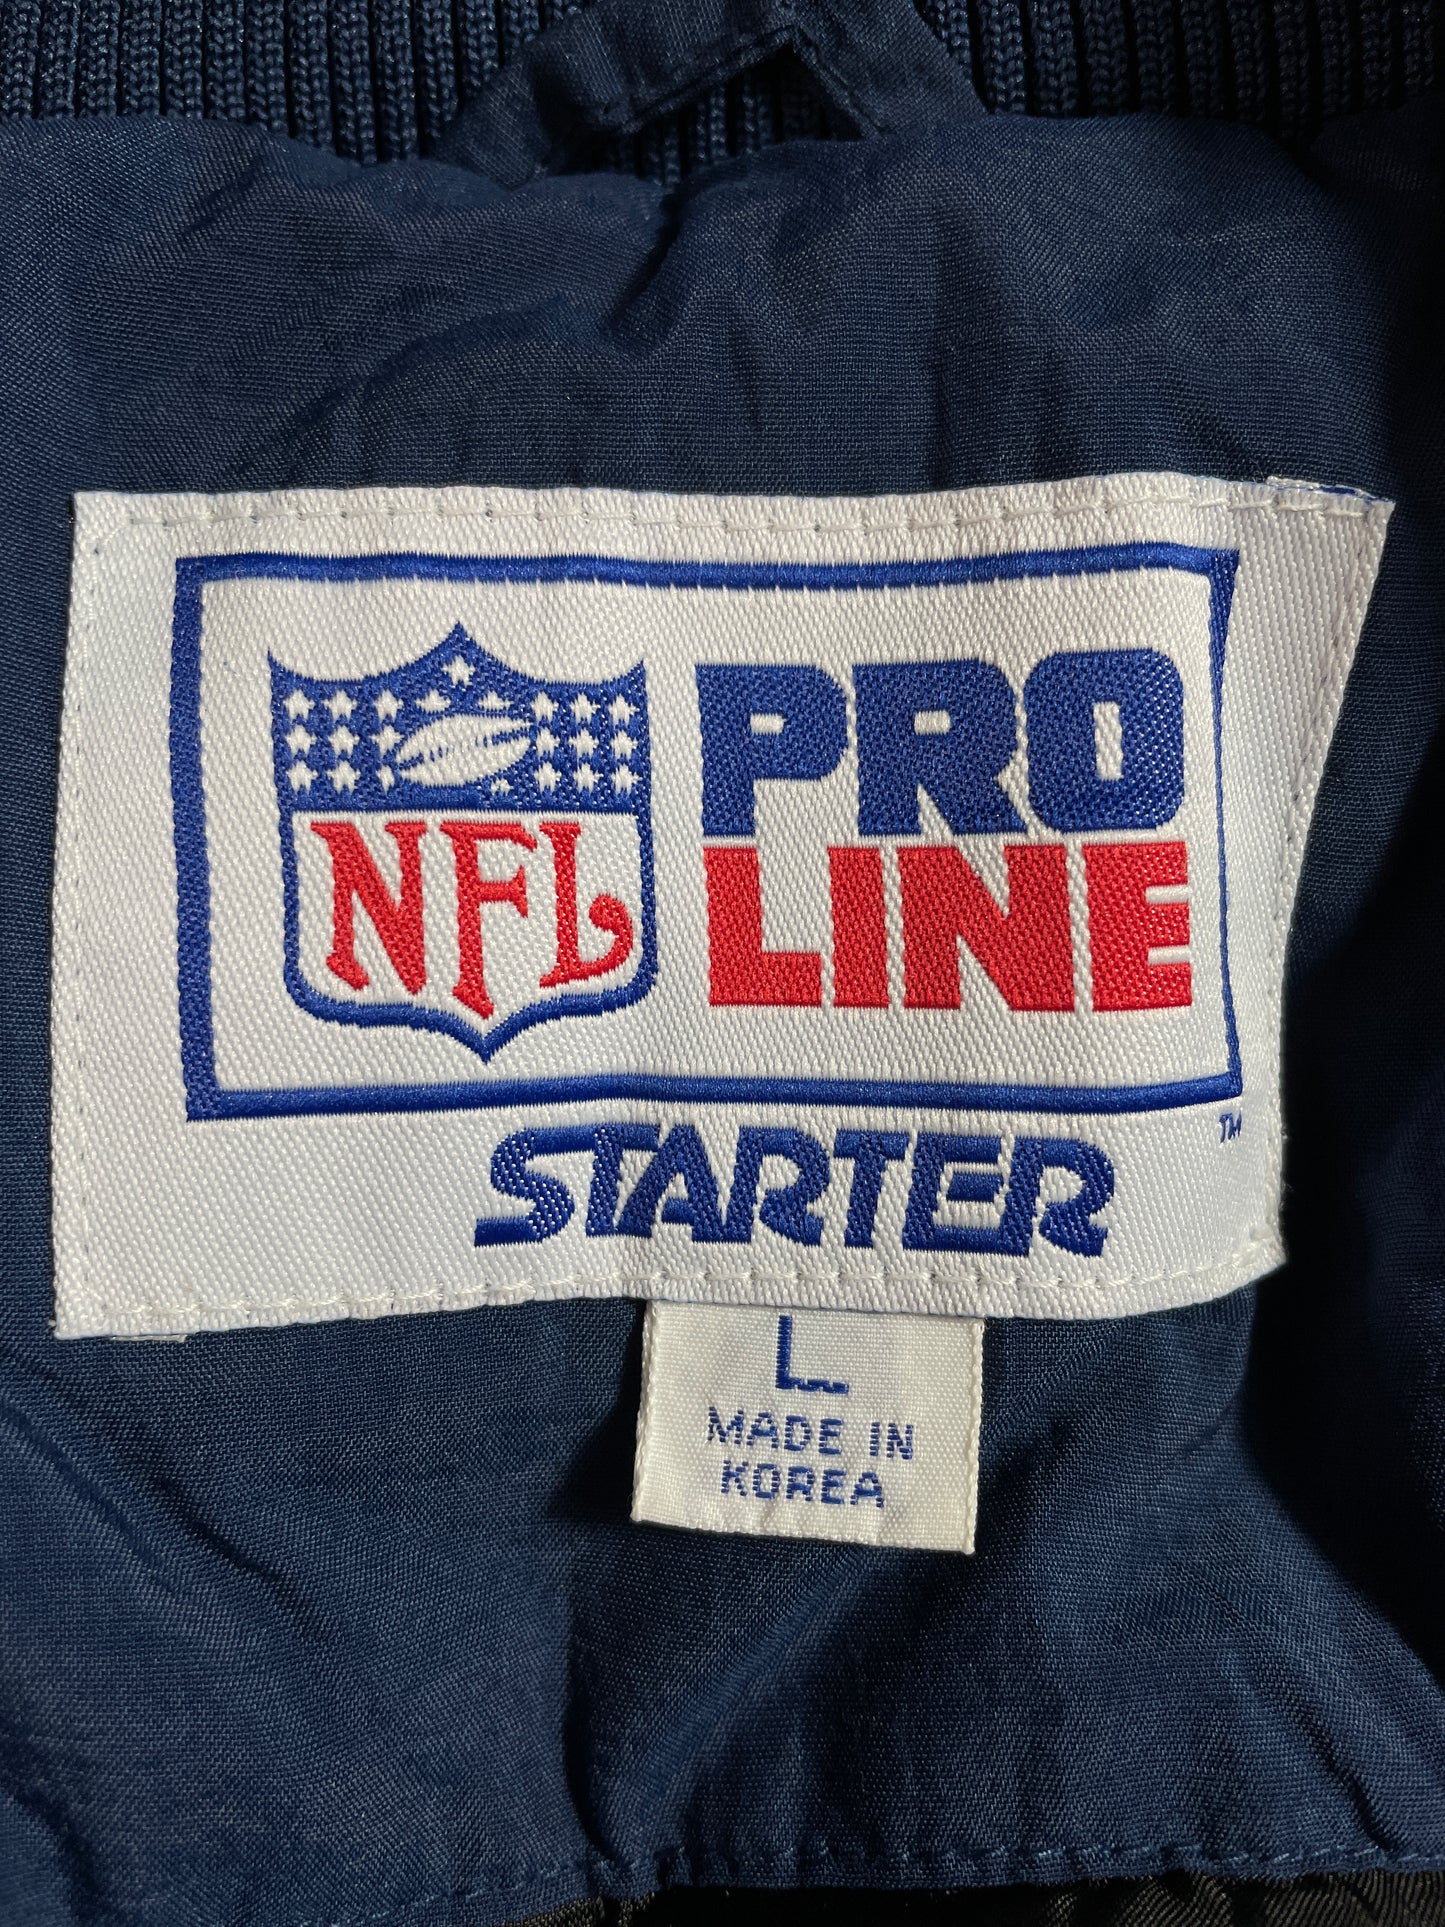 NFL
PRO
LINE
TM
STARTER
L
MADE IN
KOREA